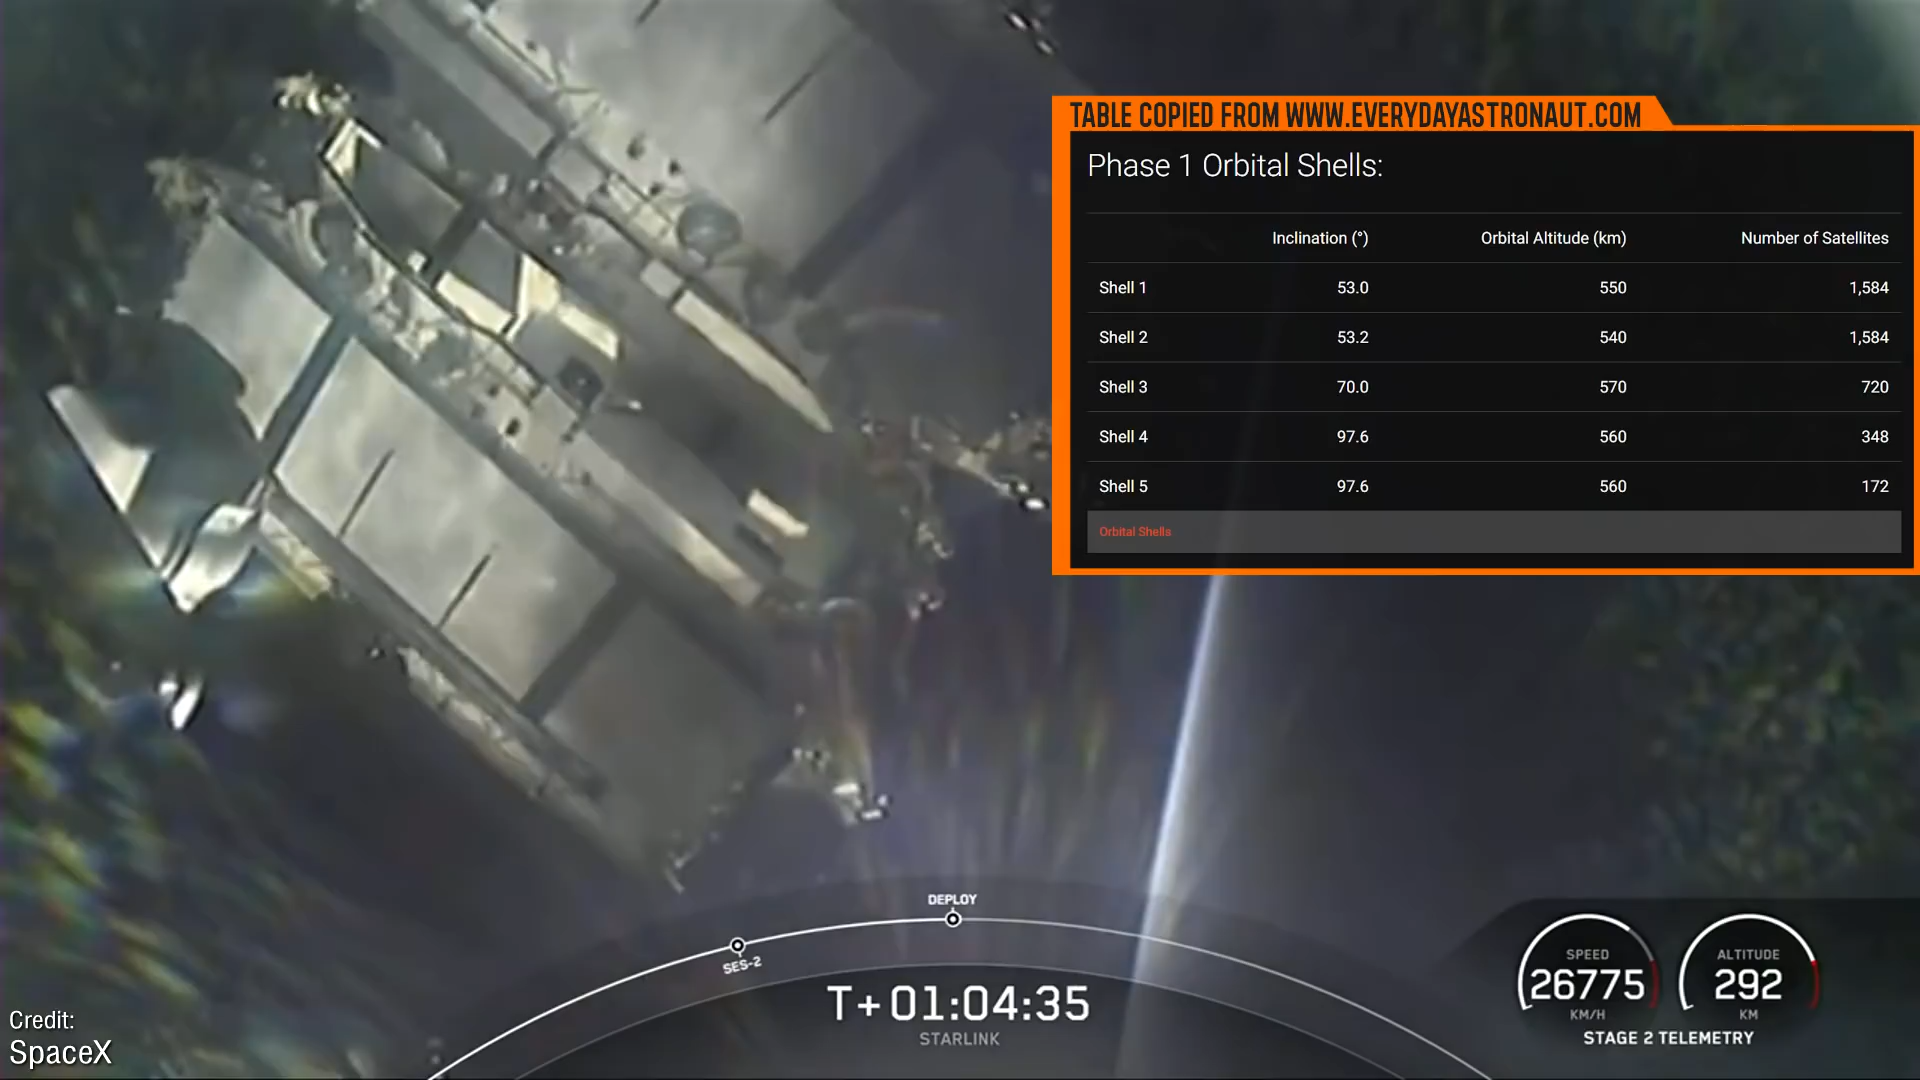 TABLE COPIED FROM WWW.EVERYDAYASTRONAUT.COM
Phase 1 Orbital Shells:
Inclination (°) Orbital Altitude (km) Number of Satellites
Shell 1 53.0 550 1,584
Shell 2 53.2 540 1,584
Shell 3 70.0 570 720
Shell 4 97.6 560 348
Shell 5 97.6 560 172
Orbital Shells
DEPLOY
SES-2
T+01:04:35
STARLINK
SPEED
26775
KM/H
ALTITUDE
292
KM
STAGE 2 TELEMETRY
Credit:
SpaceX